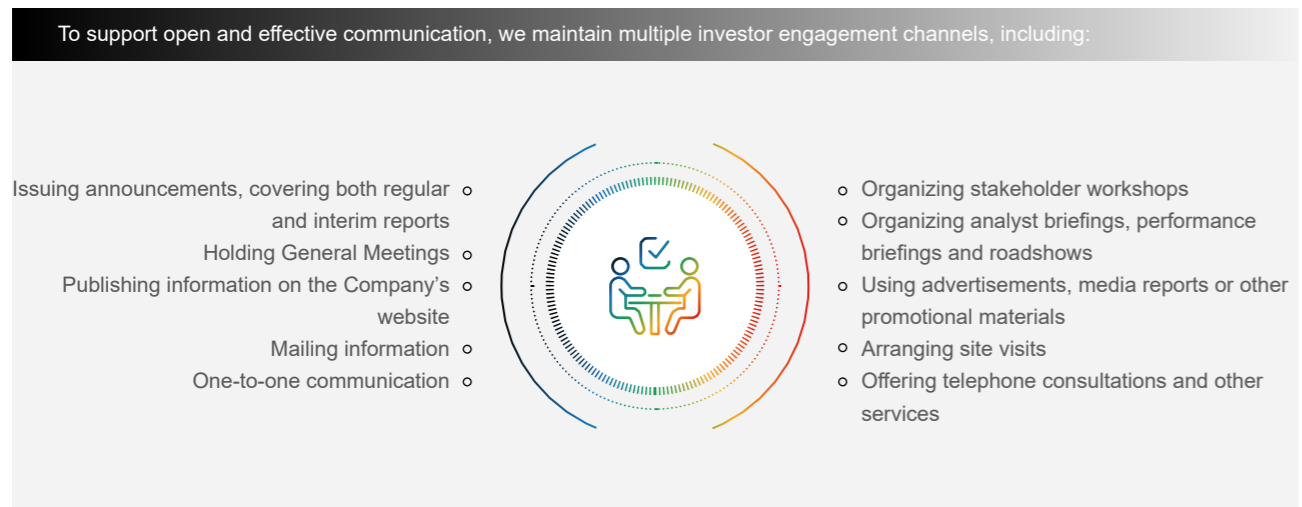 To support open and effective communication, we maintain multiple investor engagement channels, including:
Issuing announcements, covering both regular
and interim reports
Holding General Meetings
Publishing information on the Company's
website
Mailing information
One-to-one communication
Organizing stakeholder workshops
Organizing analyst briefings, performance
briefings and roadshows
Using advertisements, media reports or other
promotional materials
Arranging site visits
Offering telephone consultations and other
services